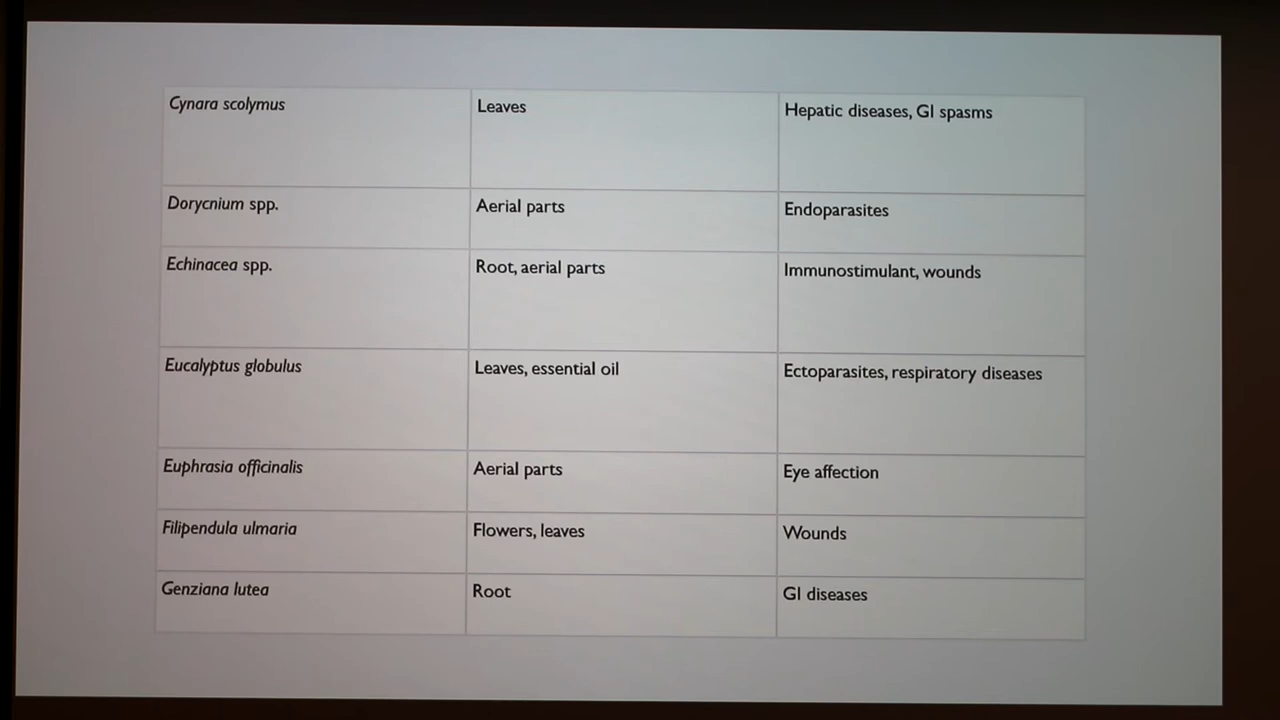 Cynara scolymus Leaves Hepatic diseases, GI spasms
Dorycnium spp. Aerial parts Endoparasites
Echinacea spp. Root, aerial parts Immunostimulant, wounds
Eucalyptus globulus Leaves, essential oil Ectoparasites, respiratory diseases
Euphrasia officinalis Aerial parts Eye affection
Filipendula ulmaria Flowers, leaves Wounds
Genziana lutea Root GI diseases